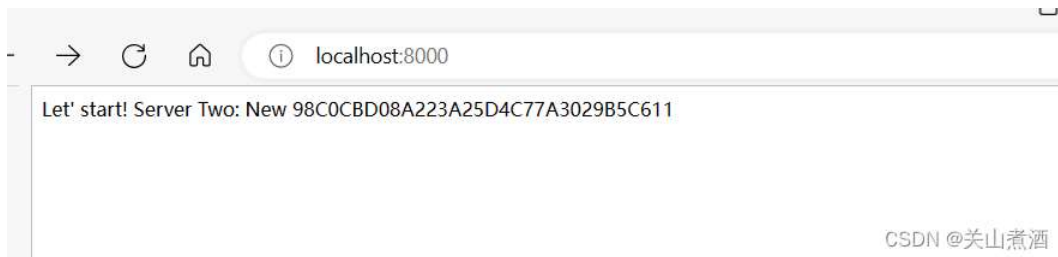 localhost:8000
Let' start! Server Two: New 98C0CBD08A223A25D4C77A3029B5C611
CSDN @关山煮酒